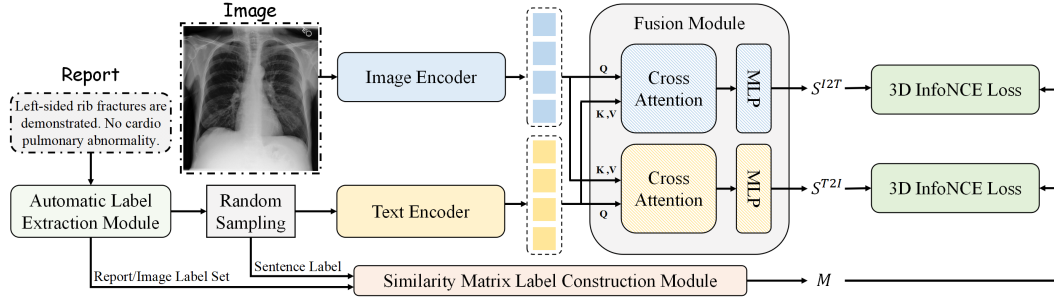 Image
Report
Left-sided rib fractures are
demonstrated. No cardio
pulmonary abnormality.
Automatic Label
Extraction Module
Random
Sampling
Image Encoder
Text Encoder
Fusion Module
Q
K,V
Cross
Attention
MLP
K,V
Q
Cross
Attention
MLP
S^{I2T}
S^{T2I}
3D InfoNCE Loss
3D InfoNCE Loss
Report/Image Label Set
Sentence Label
Similarity Matrix Label Construction Module
M